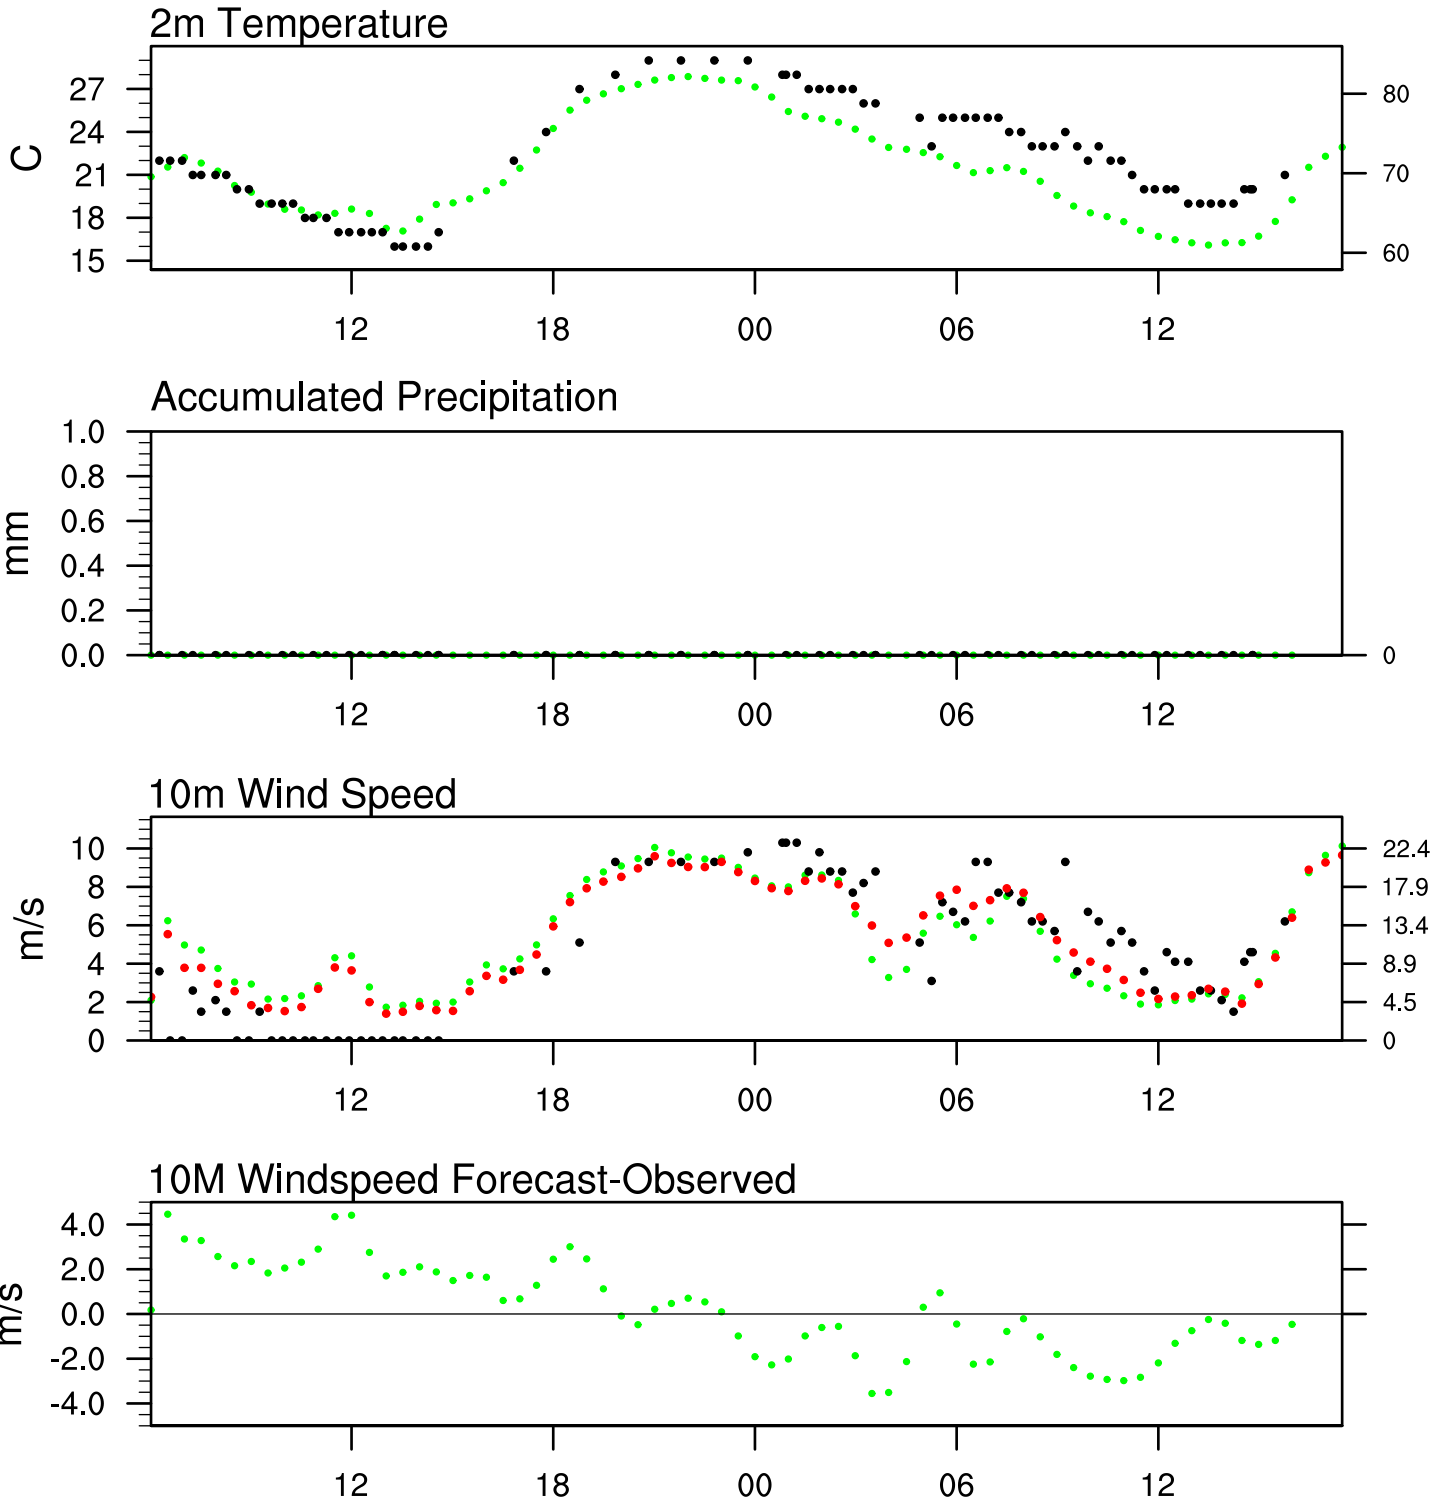 2m Temperature
27
24
21
18
15
C
80
70
60
12 18 00 06 12
Accumulated Precipitation
1.0
0.8
0.6
0.4
0.2
0.0
mm
0
12 18 00 06 12
10m Wind Speed
10
8
6
4
2
0
m/s
22.4
17.9
13.4
8.9
4.5
0
12 18 00 06 12
10M Windspeed Forecast-Observed
4.0
2.0
0.0
-2.0
-4.0
m/s
12 18 00 06 12